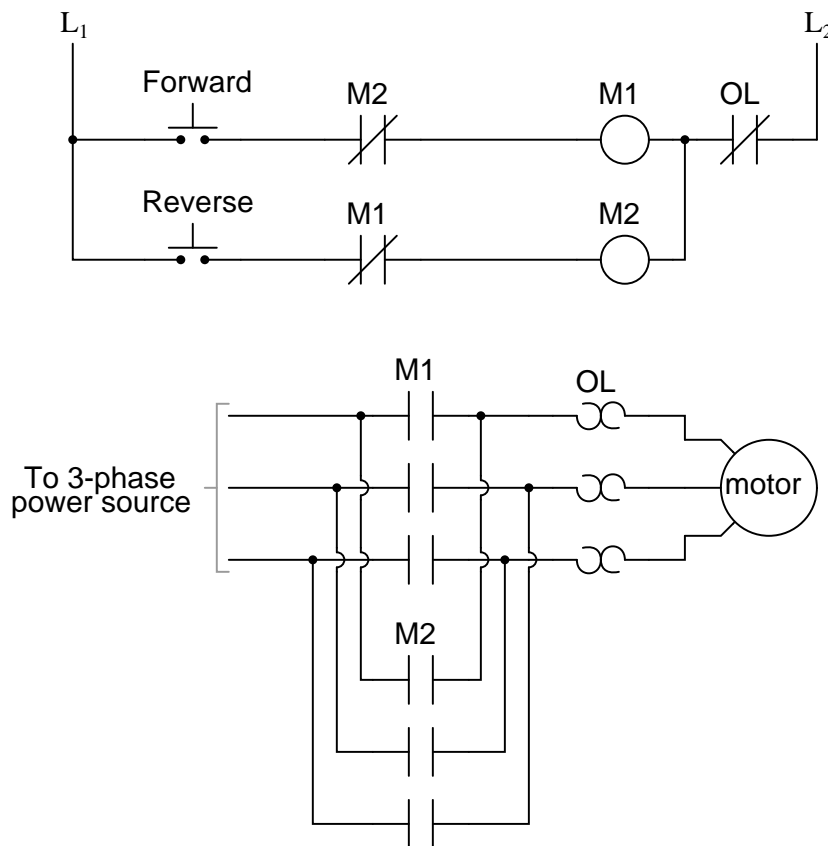 L1 L2
Forward
M2 M1 OL
Reverse
M1 M2
M1 OL
To 3-phase
power source
motor
M2